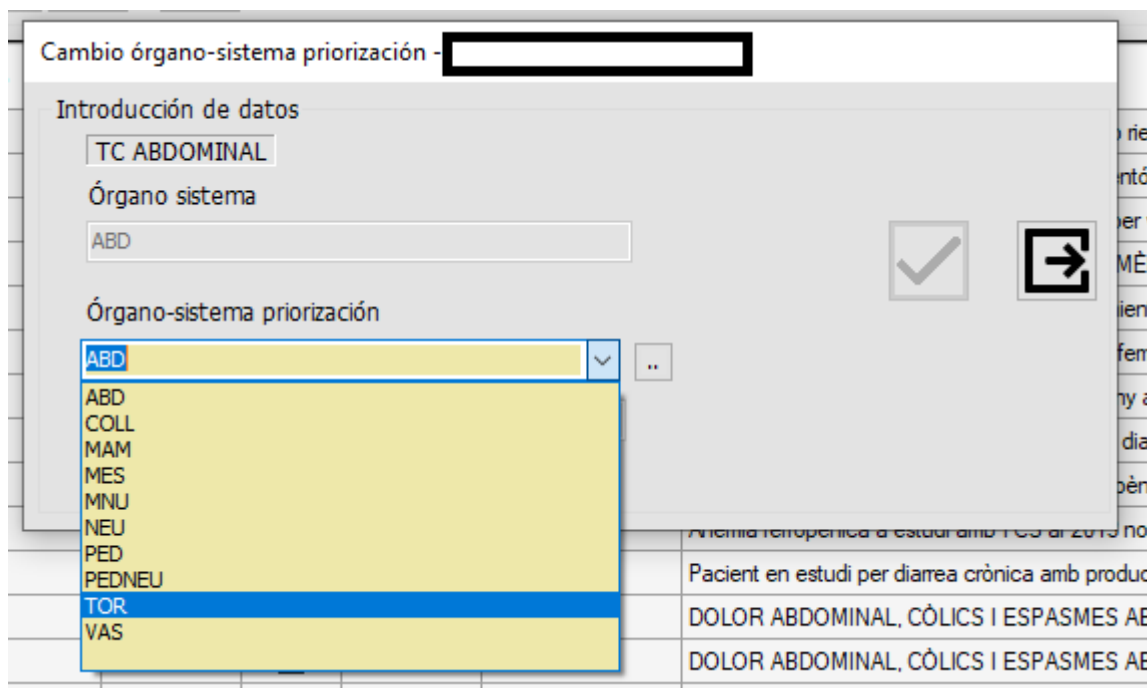 Cambio órgano-sistema priorización -
Introducción de datos
TC ABDOMINAL
Órgano sistema
ABD
Órgano-sistema priorización
ABD
..
ABD
COLL
MAM
MES
MNU
NEU
PED
PEDNEU
TOR
VAS
Pacient en estudi per diarrea crònica amb produc
DOLOR ABDOMINAL, CÒLICS I ESPASMES AB
DOLOR ABDOMINAL, CÒLICS I ESPASMES AB